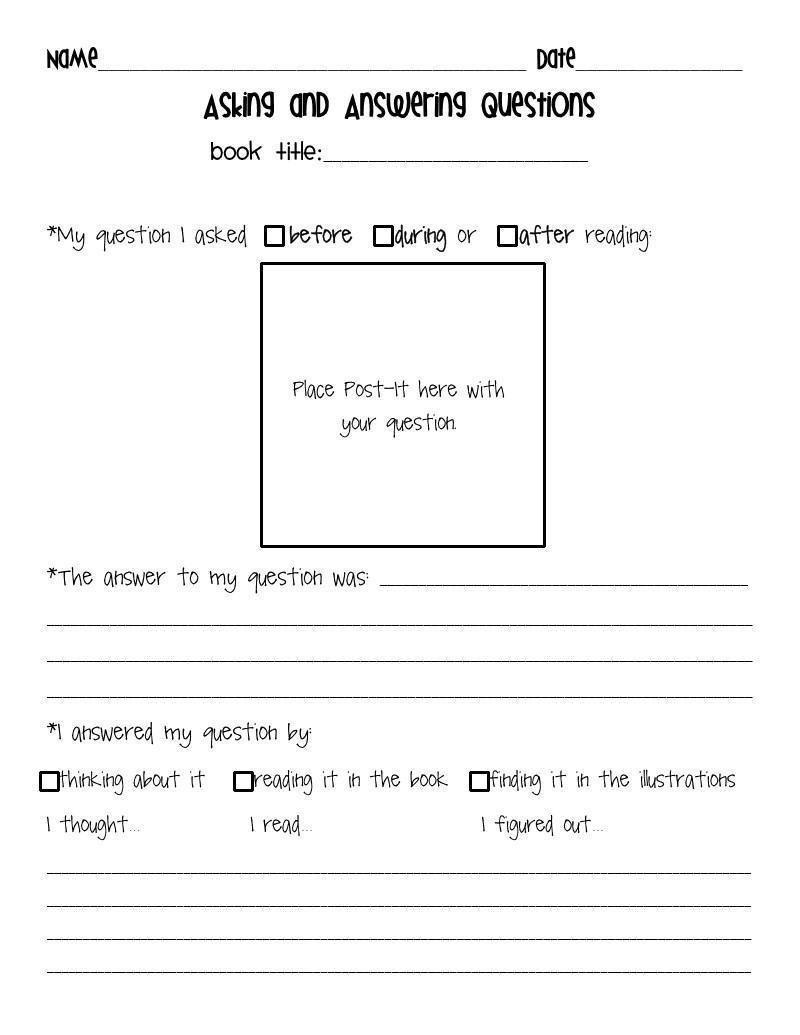 Name Date
Asking and Answering Questions
book title:
*My question I asked before during or after reading:
Place Post-It here with
your question.
*The answer to my question was:
*I answered my question by:
thinking about it reading it in the book finding it in the illustrations
I thought... I read... I figured out...